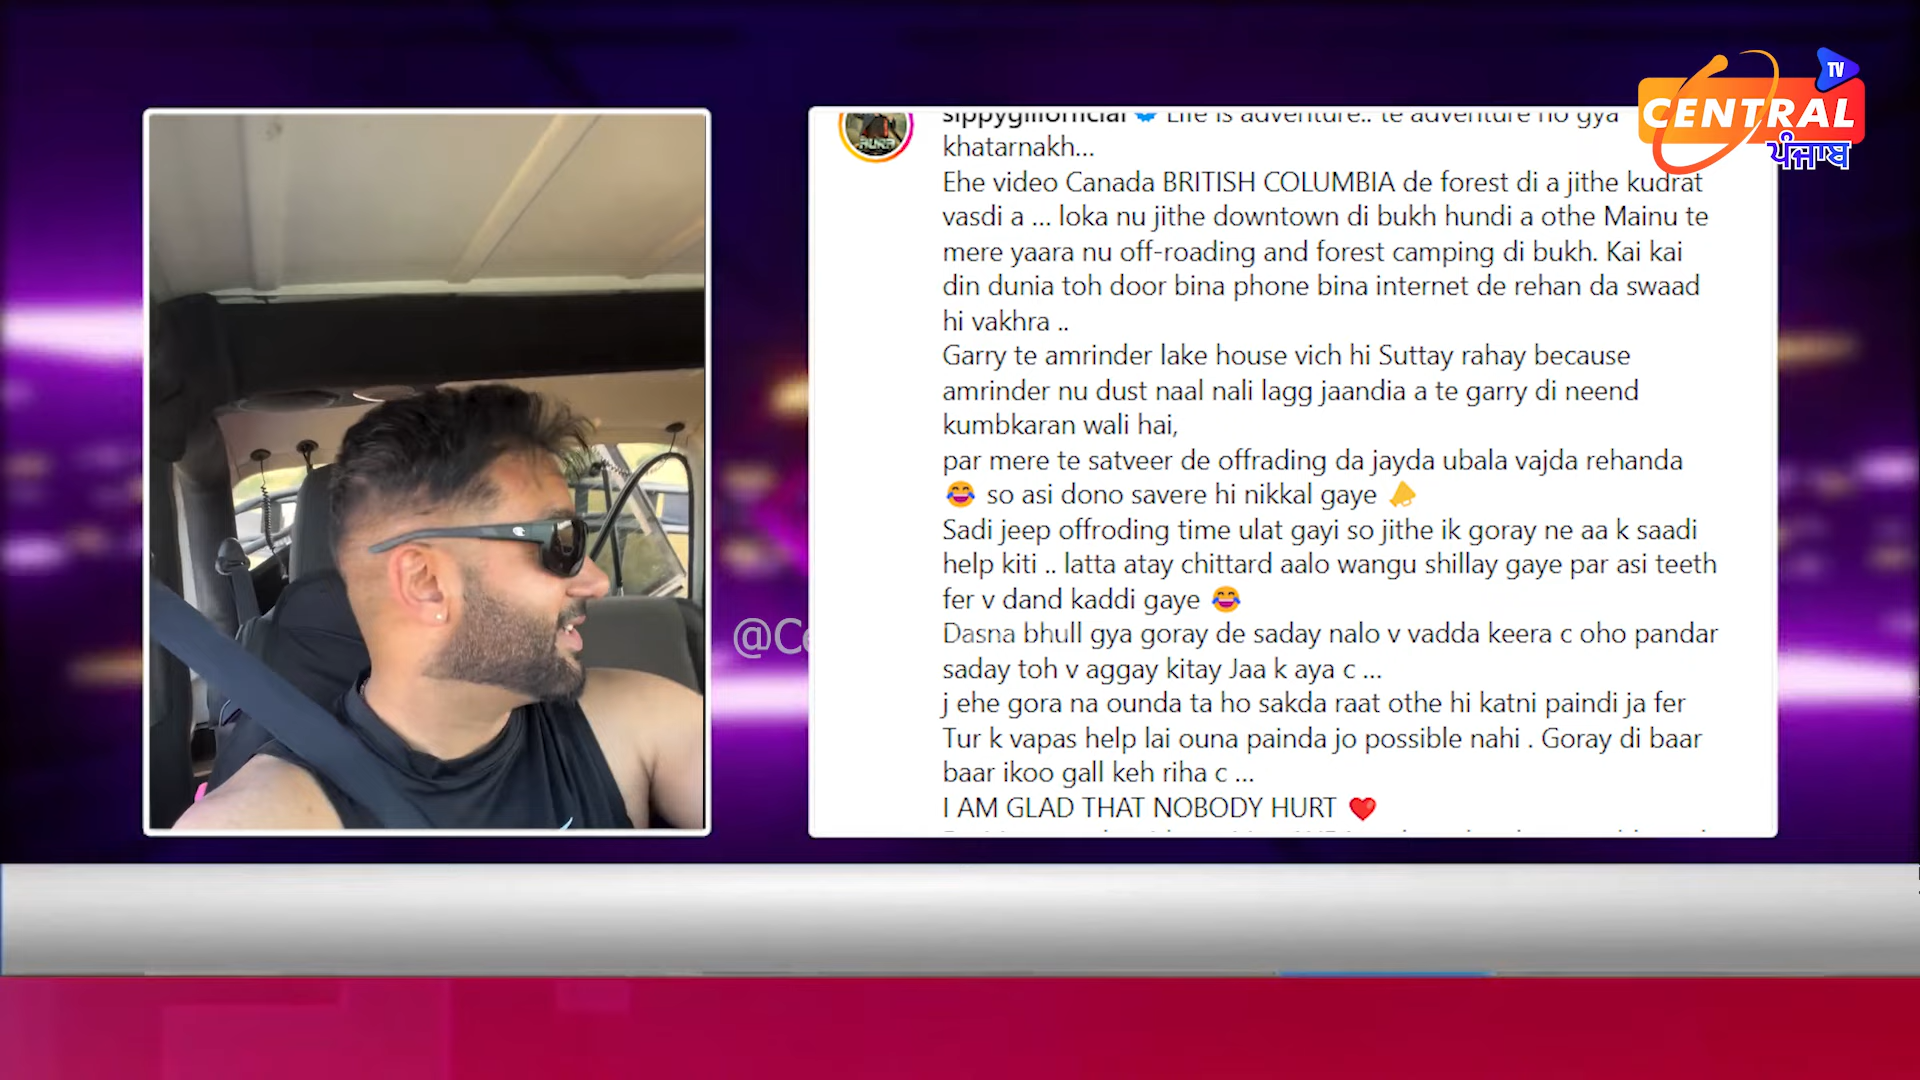 TV
CENTRAL
ਪੰਜਾਬ
sippygillofficial Life is adventure.. te adventure ho gya
khatarnakh...
Ehe video Canada BRITISH COLUMBIA de forest di a jithe kudrat
vasdi a ... loka nu jithe downtown di bukh hundi a othe Mainu te
mere yaara nu off-roading and forest camping di bukh. Kai kai
din dunia toh door bina phone bina internet de rehan da swaad
hi vakhra ..
Garry te amrinder lake house vich hi Suttay rahay because
amrinder nu dust naal nali lagg jaandia a te garry di neend
kumbkaran wali hai,
par mere te satveer de offrading da jayda ubala vajda rehanda
😂 so asi dono savere hi nikkal gaye 📣
Sadi jeep offroding time ulat gayi so jithe ik goray ne aa k saadi
help kiti .. latta atay chittard aalo wangu shillay gaye par asi teeth
fer v dand kaddi gaye 😂
Dasna bhull gya goray de saday nalo v vadda keera c oho pandar
saday toh v aggay kitay Jaa k aya c ...
j ehe gora na ounda ta ho sakda raat othe hi katni paindi ja fer
Tur k vapas help lai ouna painda jo possible nahi . Goray di baar
baar ikoo gall keh riha c ...
I AM GLAD THAT NOBODY HURT ❤️
@Ce